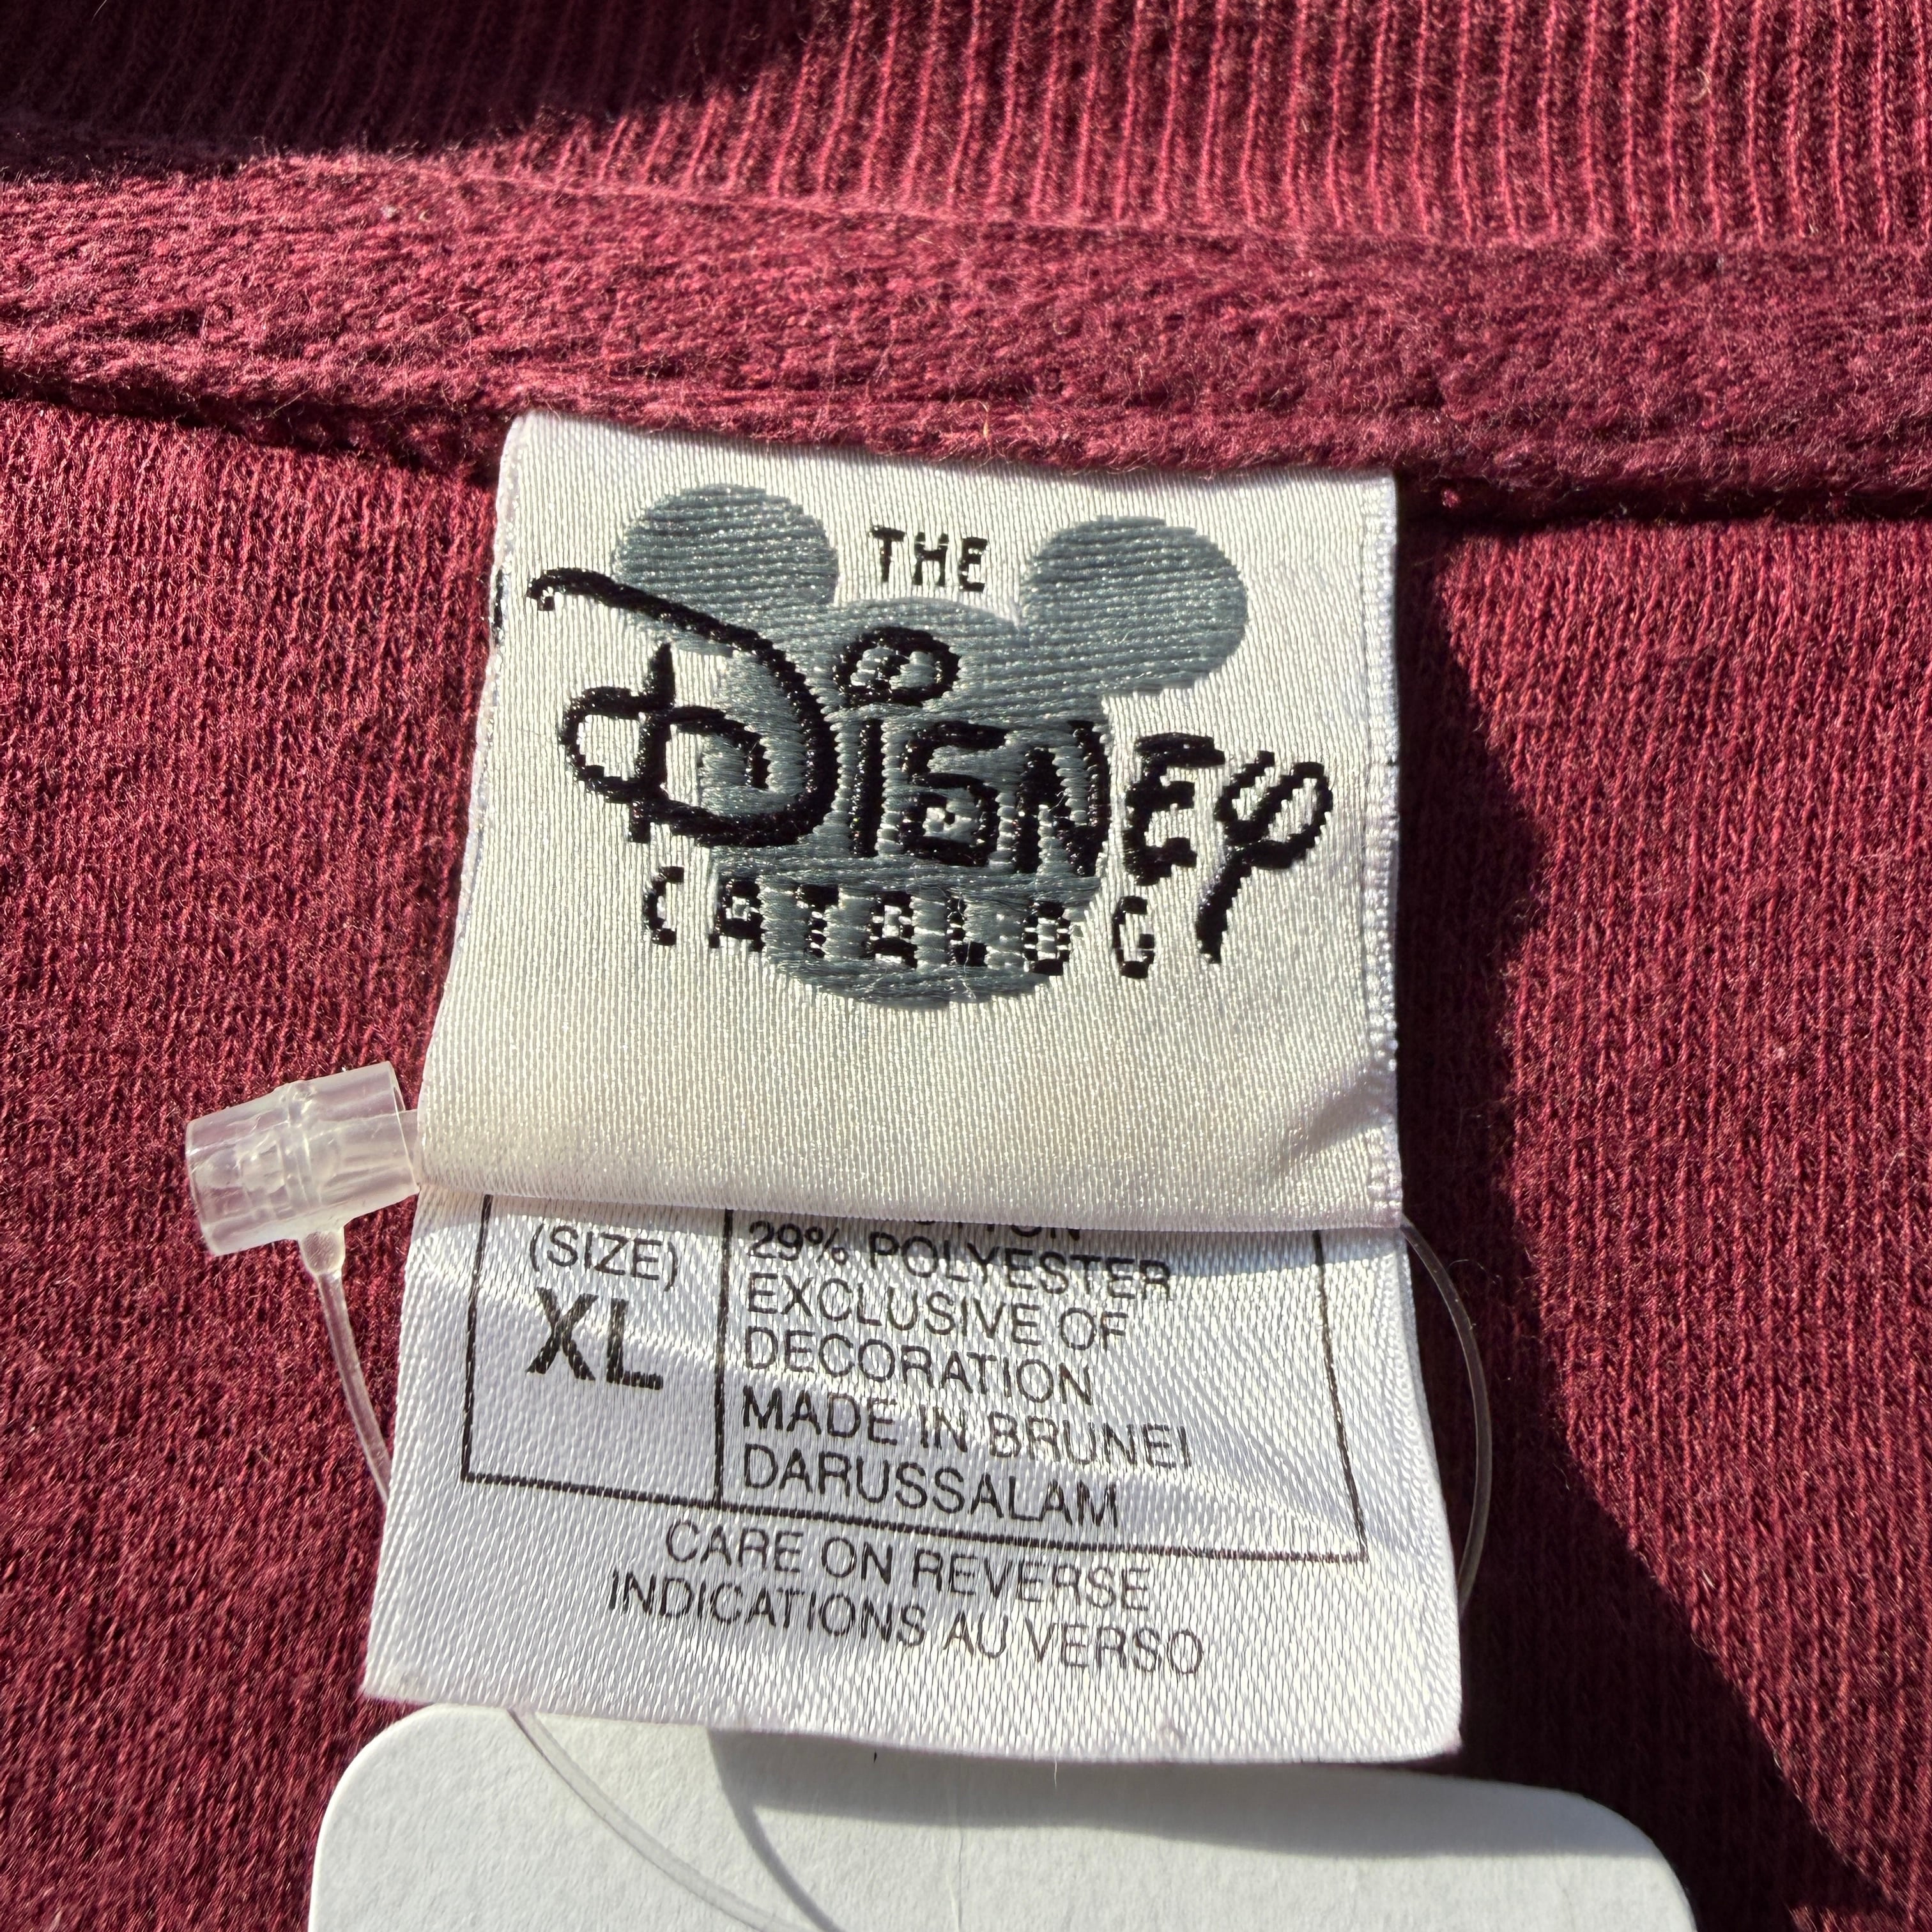 THE
Disney
CATALOG
(SIZE)
XL
29% POLYESTER
EXCLUSIVE OF
DECORATION
MADE IN BRUNEI
DARUSSALAM
CARE ON REVERSE
INDICATIONS AU VERSO